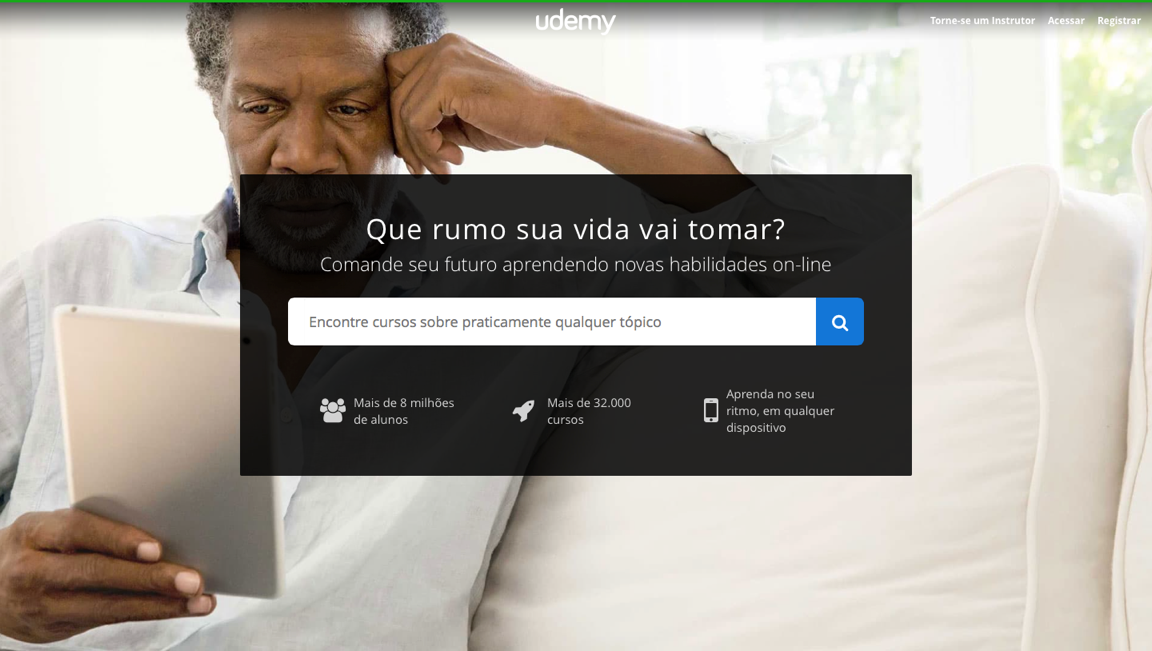 udemy
Torne-se um Instrutor Acessar Registrar
Que rumo sua vida vai tomar?
Comande seu futuro aprendendo novas habilidades on-line
Encontre cursos sobre praticamente qualquer tópico
Mais de 8 milhões
de alunos
Mais de 32.000
cursos
Aprenda no seu
ritmo, em qualquer
dispositivo